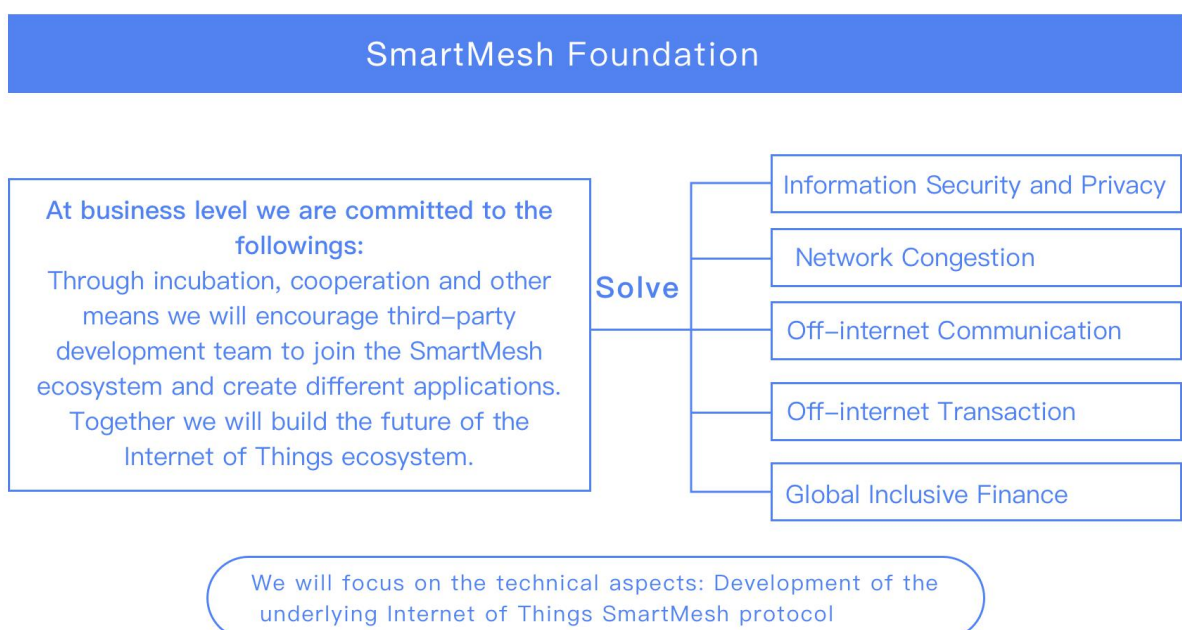 SmartMesh Foundation
At business level we are committed to the
followings:
Through incubation, cooperation and other
means we will encourage third–party
development team to join the SmartMesh
ecosystem and create different applications.
Together we will build the future of the
Internet of Things ecosystem.
Solve
Information Security and Privacy
Network Congestion
Off–internet Communication
Off–internet Transaction
Global Inclusive Finance
We will focus on the technical aspects: Development of the
underlying Internet of Things SmartMesh protocol